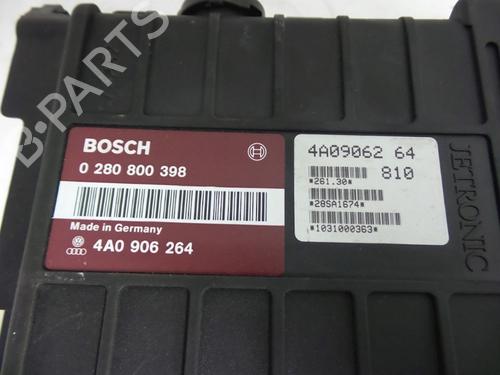 B-PARTS
BOSCH
0 280 800 398
Made in Germany
4A0 906 264
4A09062 64
810
*261.30*
*28SA1674*
*1031000363*
JETRONIC